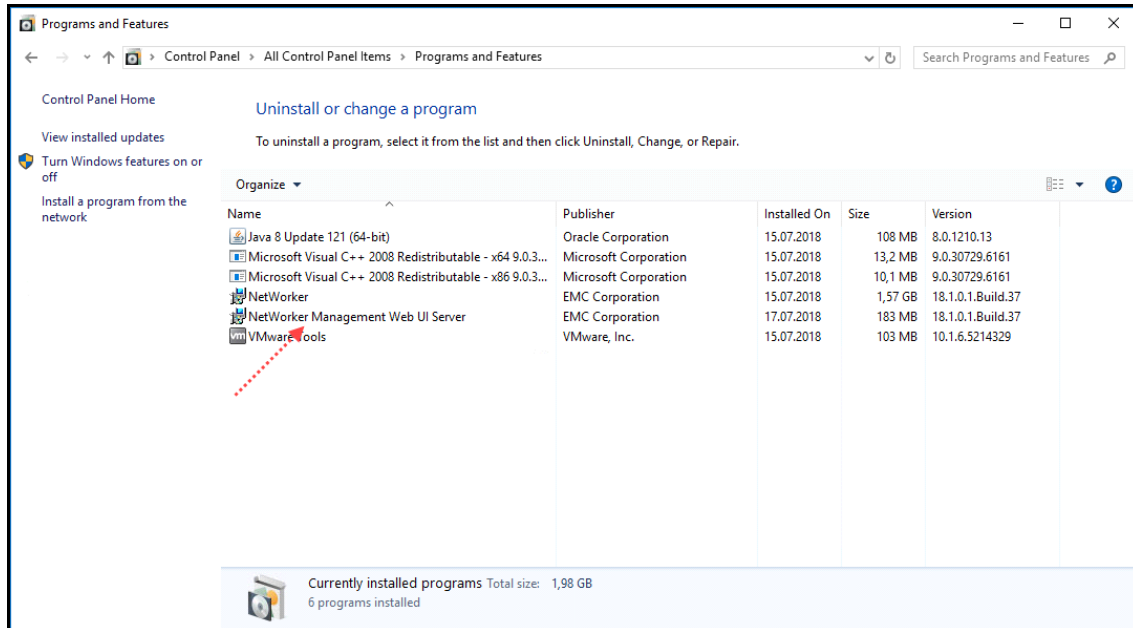 Programs and Features
Control Panel > All Control Panel Items > Programs and Features
Search Programs and Features
Control Panel Home
View installed updates
Turn Windows features on or
off
Install a program from the
network
Uninstall or change a program
To uninstall a program, select it from the list and then click Uninstall, Change, or Repair.
Organize
Name Publisher Installed On Size Version
Java 8 Update 121 (64-bit) Oracle Corporation 15.07.2018 108 MB 8.0.1210.13
Microsoft Visual C++ 2008 Redistributable - x64 9.0.3... Microsoft Corporation 15.07.2018 13,2 MB 9.0.30729.6161
Microsoft Visual C++ 2008 Redistributable - x86 9.0.3... Microsoft Corporation 15.07.2018 10,1 MB 9.0.30729.6161
NetWorker EMC Corporation 15.07.2018 1,57 GB 18.1.0.1.Build.37
NetWorker Management Web UI Server EMC Corporation 17.07.2018 183 MB 18.1.0.1.Build.37
vm VMware Tools VMware, Inc. 15.07.2018 103 MB 10.1.6.5214329
Currently installed programs Total size: 1,98 GB
6 programs installed